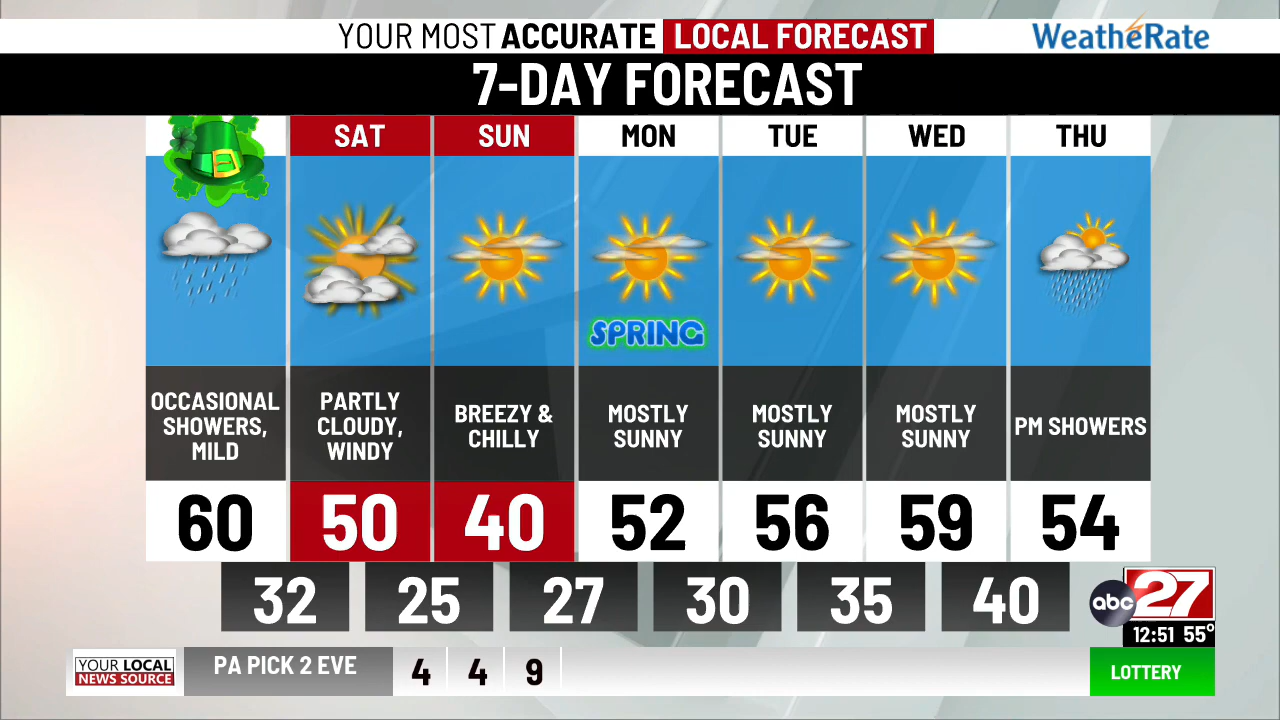 YOUR MOST ACCURATE LOCAL FORECAST
WeatheRate
7-DAY FORECAST
SAT
SUN
MON
TUE
WED
THU
SPRING
OCCASIONAL
SHOWERS,
MILD
PARTLY
CLOUDY,
WINDY
BREEZY &
CHILLY
MOSTLY
SUNNY
MOSTLY
SUNNY
MOSTLY
SUNNY
PM SHOWERS
60
50
40
52
56
59
54
32
25
27
30
35
40
abc 27
12:51 55º
YOUR LOCAL
NEWS SOURCE
PA PICK 2 EVE
4 4 9
LOTTERY